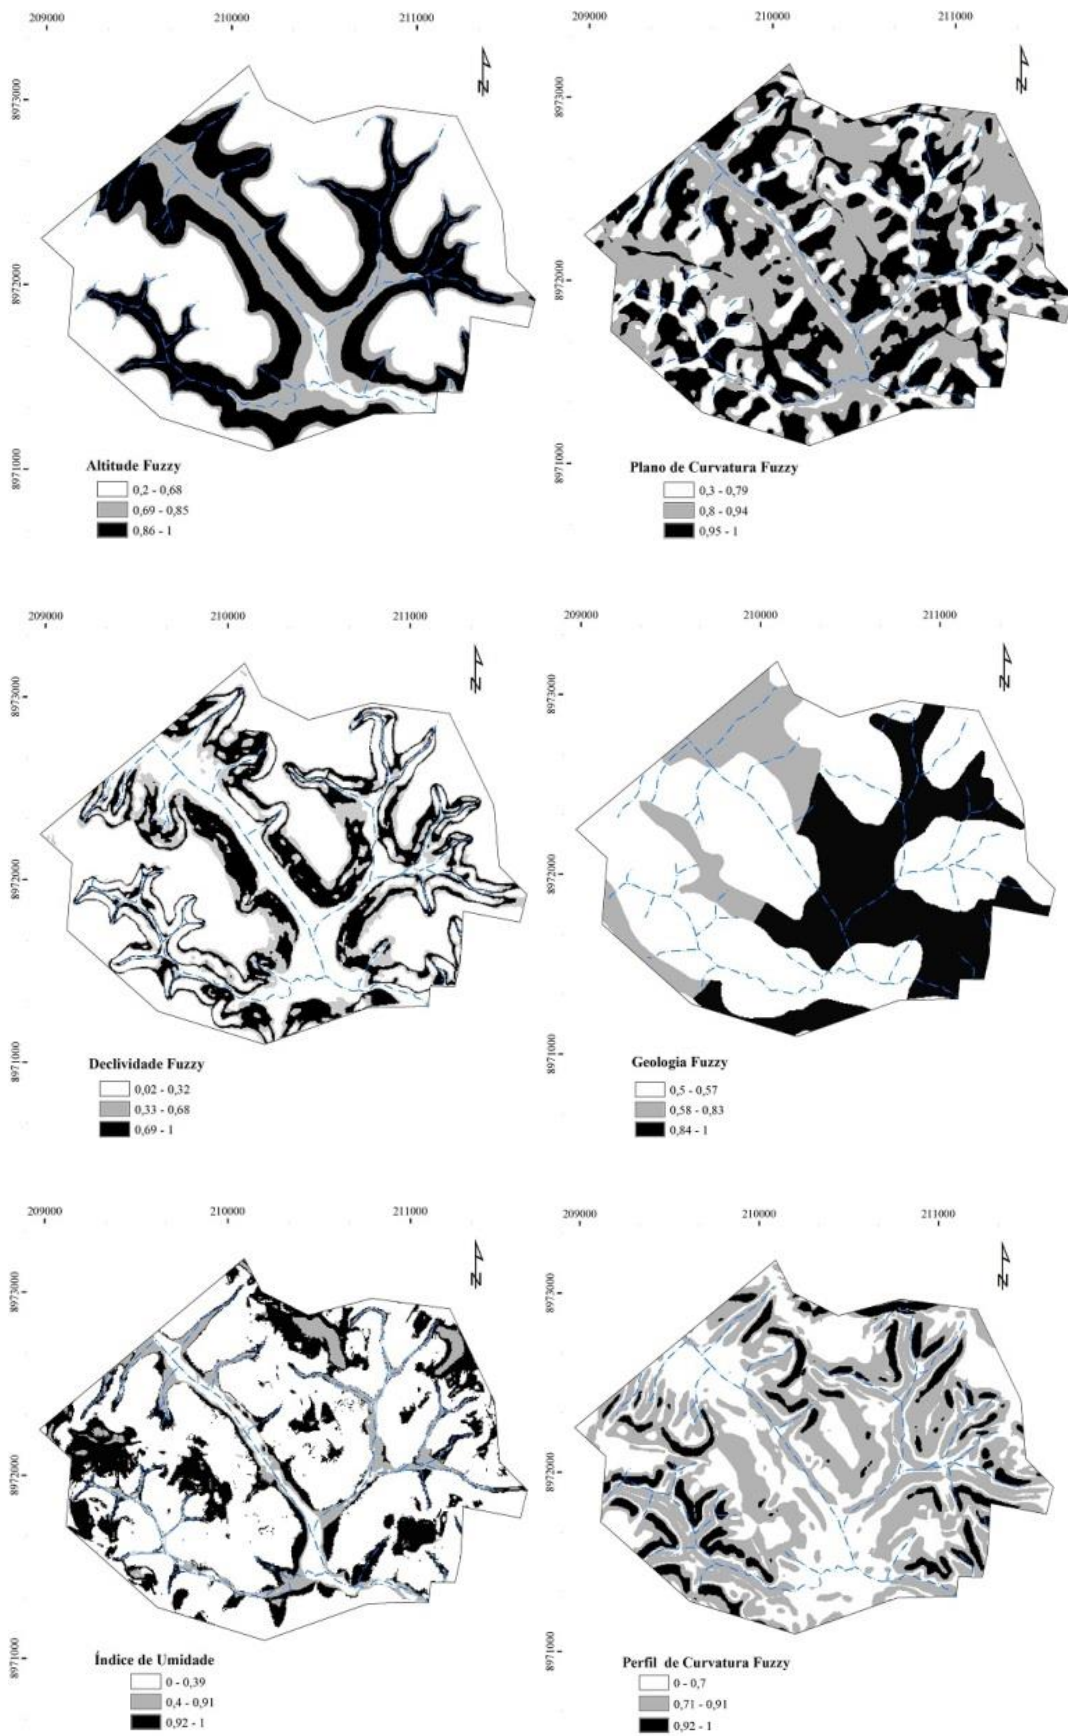 209000 210000 211000
209000 210000 211000
8973000
8972000
8971000
8973000
8972000
8971000
N
N
Altitude Fuzzy
0,2 - 0,68
0,69 - 0,85
0,86 - 1
Plano de Curvatura Fuzzy
0,3 - 0,79
0,8 - 0,94
0,95 - 1
209000 210000 211000
209000 210000 211000
8973000
8972000
8971000
8973000
8972000
8971000
N
N
Declividade Fuzzy
0,02 - 0,32
0,33 - 0,68
0,69 - 1
Geologia Fuzzy
0,5 - 0,57
0,58 - 0,83
0,84 - 1
209000 210000 211000
209000 210000 211000
8973000
8972000
8971000
8973000
8972000
8971000
N
N
Índice de Umidade
0 - 0,39
0,4 - 0,91
0,92 - 1
Perfil de Curvatura Fuzzy
0 - 0,7
0,71 - 0,91
0,92 - 1